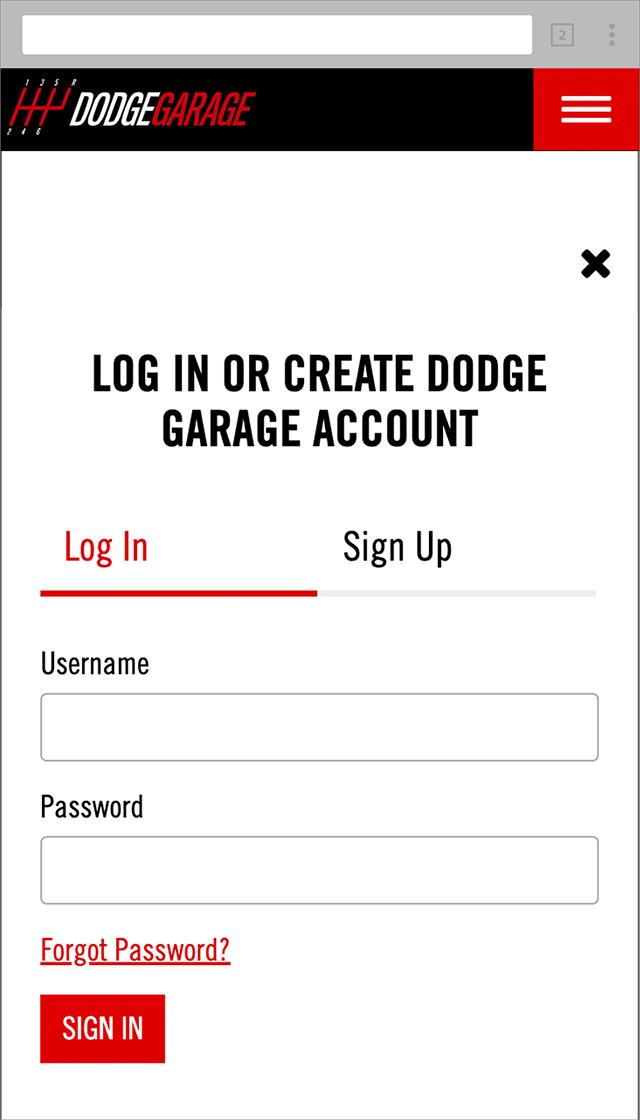 2
1 3 5 R
DODGEGARAGE
2 4 6
LOG IN OR CREATE DODGE
GARAGE ACCOUNT
Log In Sign Up
Username
Password
Forgot Password?
SIGN IN